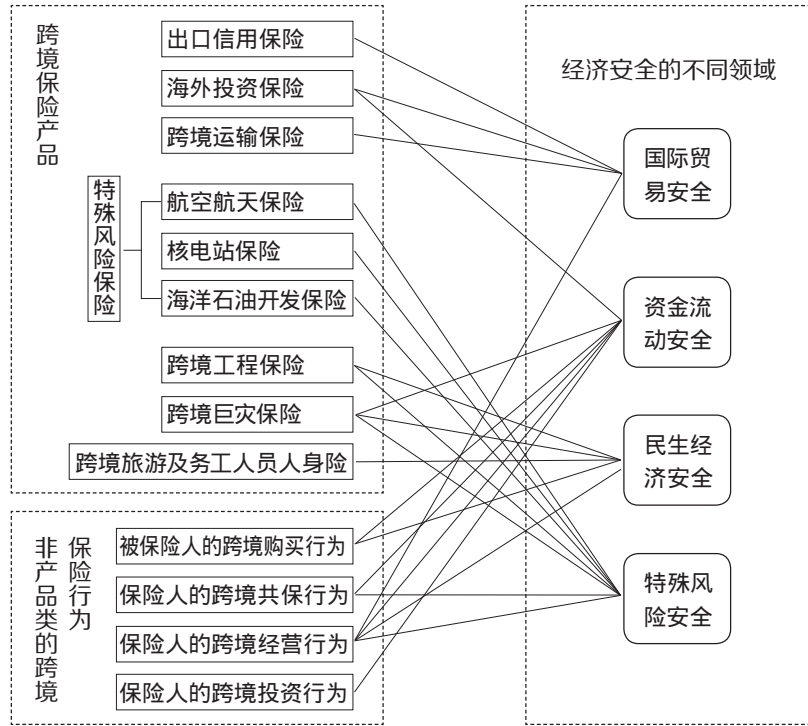 跨境保险产品
出口信用保险
海外投资保险
跨境运输保险
特殊风险保险
航空航天保险
核电站保险
海洋石油开发保险
跨境工程保险
跨境巨灾保险
跨境旅游及务工人员人身险
非产品类的跨境
保险行为
被保险人的跨境购买行为
保险人的跨境共保行为
保险人的跨境经营行为
保险人的跨境投资行为
经济安全的不同领域
国际贸
易安全
资金流
动安全
民生经
济安全
特殊风
险安全